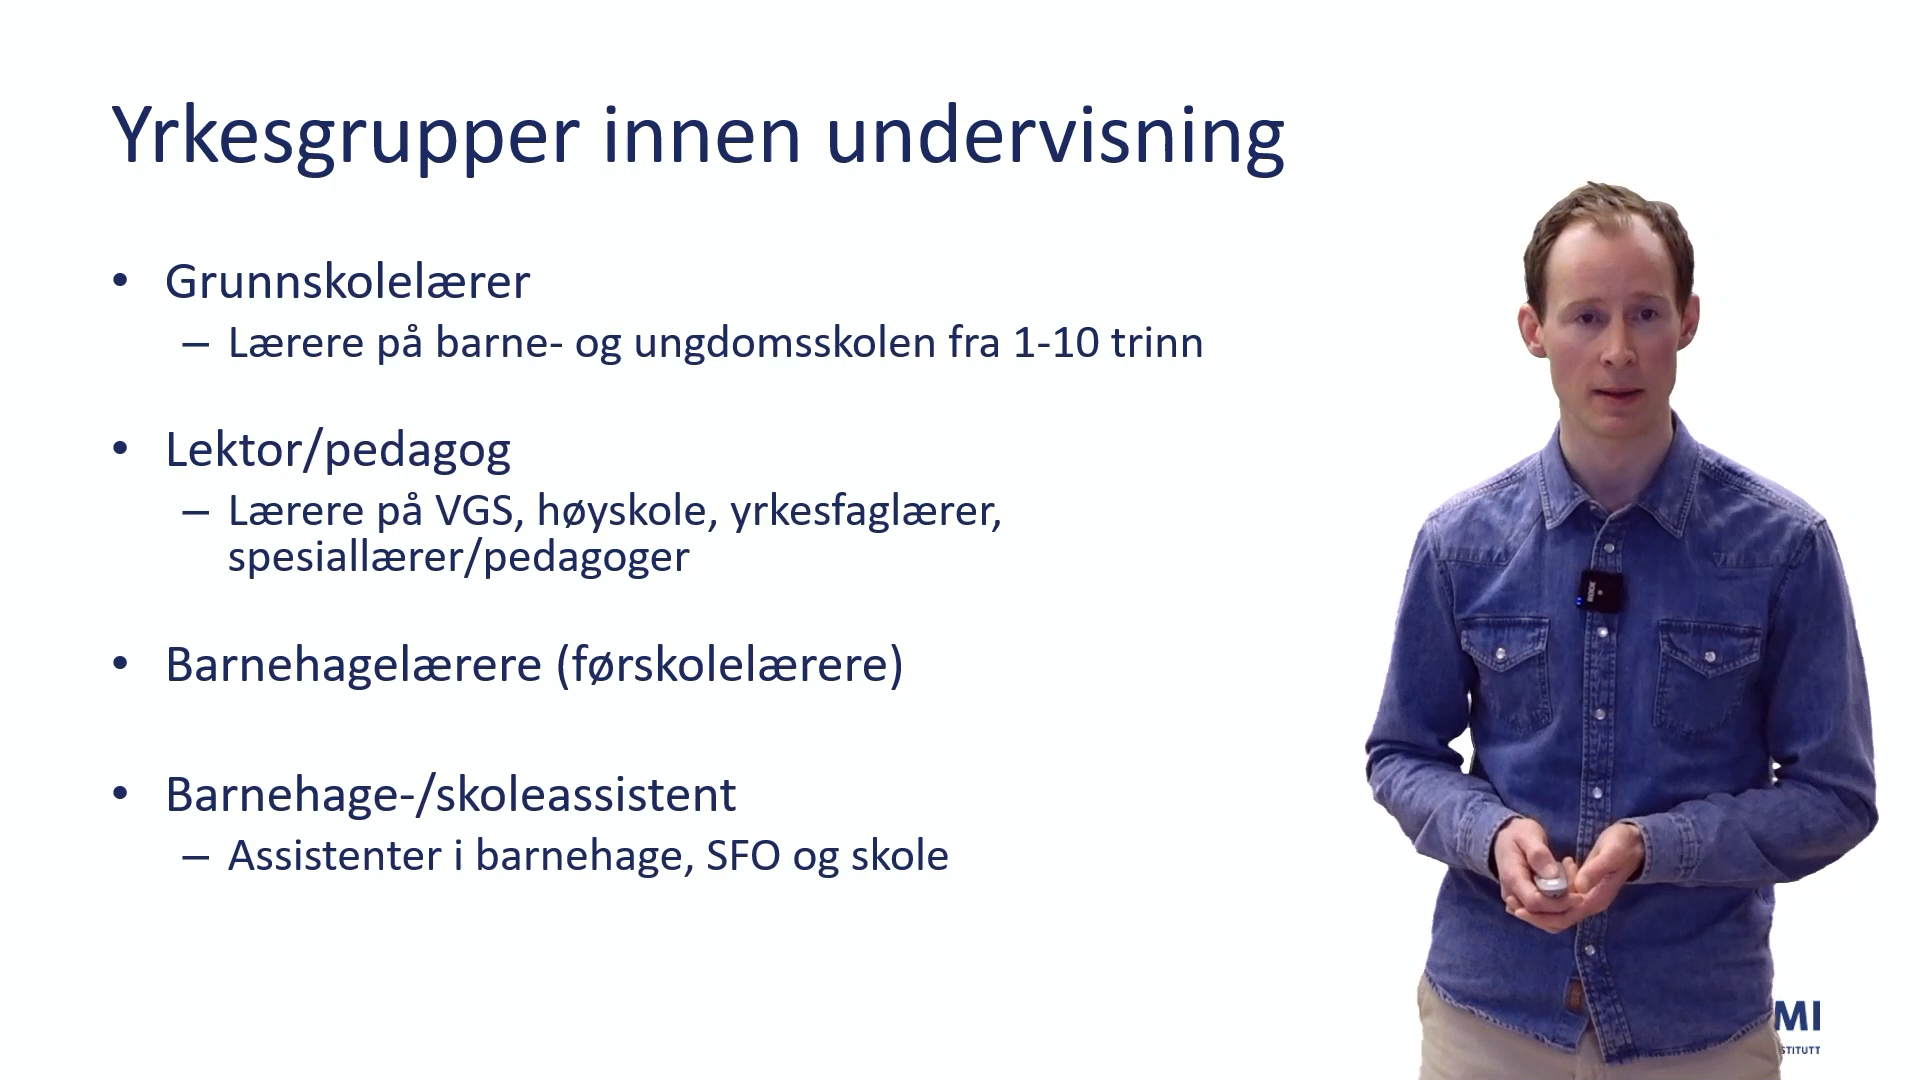 Yrkesgrupper innen undervisning
• Grunnskolelærer
– Lærere på barne- og ungdomsskolen fra 1-10 trinn
• Lektor/pedagog
– Lærere på VGS, høyskole, yrkesfaglærer,
spesiallærer/pedagoger
• Barnehagelærere (førskolelærere)
• Barnehage-/skoleassistent
– Assistenter i barnehage, SFO og skole
RODE
MI
STITUTT